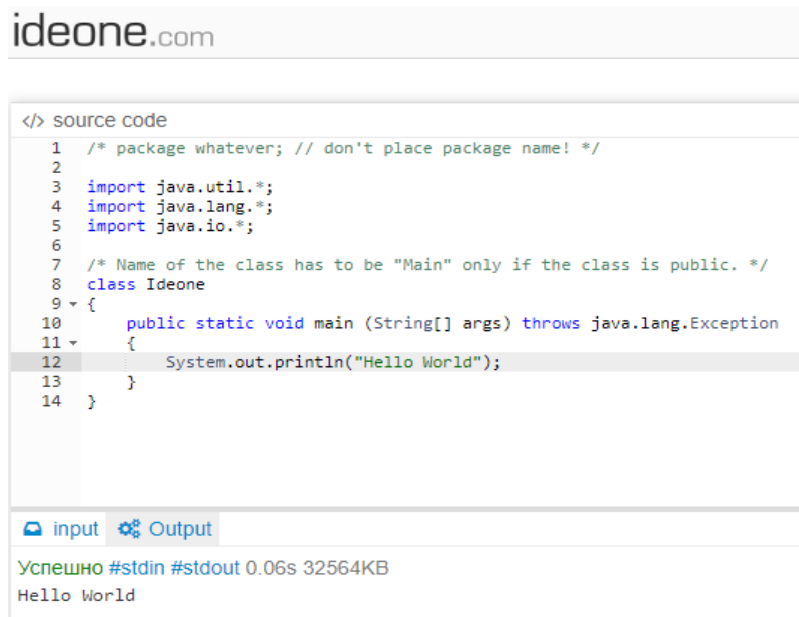 ideone.com
</> source code
1 /* package whatever; // don't place package name! */
2
3 import java.util.*;
4 import java.lang.*;
5 import java.io.*;
6
7 /* Name of the class has to be "Main" only if the class is public. */
8 class Ideone
9 {
10 public static void main (String[] args) throws java.lang.Exception
11 {
12 System.out.println("Hello World");
13 }
14 }
input Output
Успешно #stdin #stdout 0.06s 32564KB
Hello World